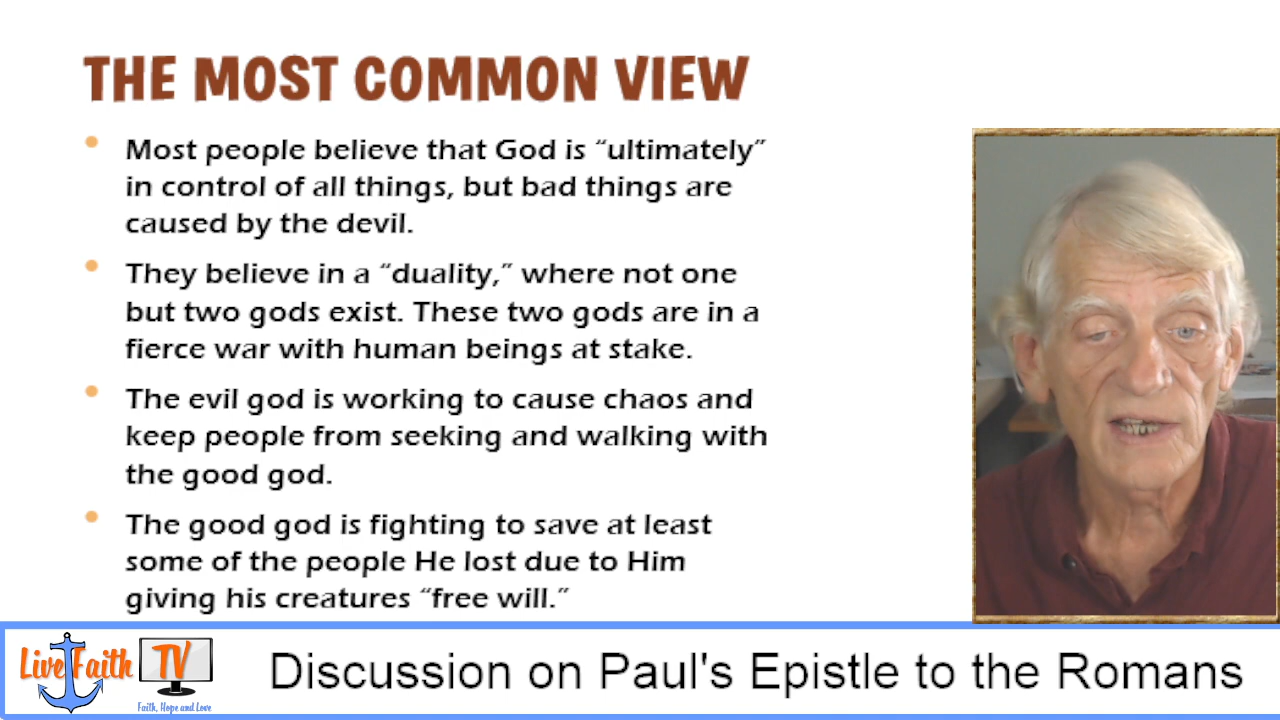 THE MOST COMMON VIEW
• Most people believe that God is “ultimately”
in control of all things, but bad things are
caused by the devil.
• They believe in a “duality,” where not one
but two gods exist. These two gods are in a
fierce war with human beings at stake.
• The evil god is working to cause chaos and
keep people from seeking and walking with
the good god.
• The good god is fighting to save at least
some of the people He lost due to Him
giving his creatures “free will.”
Live Faith TV
Faith, Hope and Love
Discussion on Paul's Epistle to the Romans